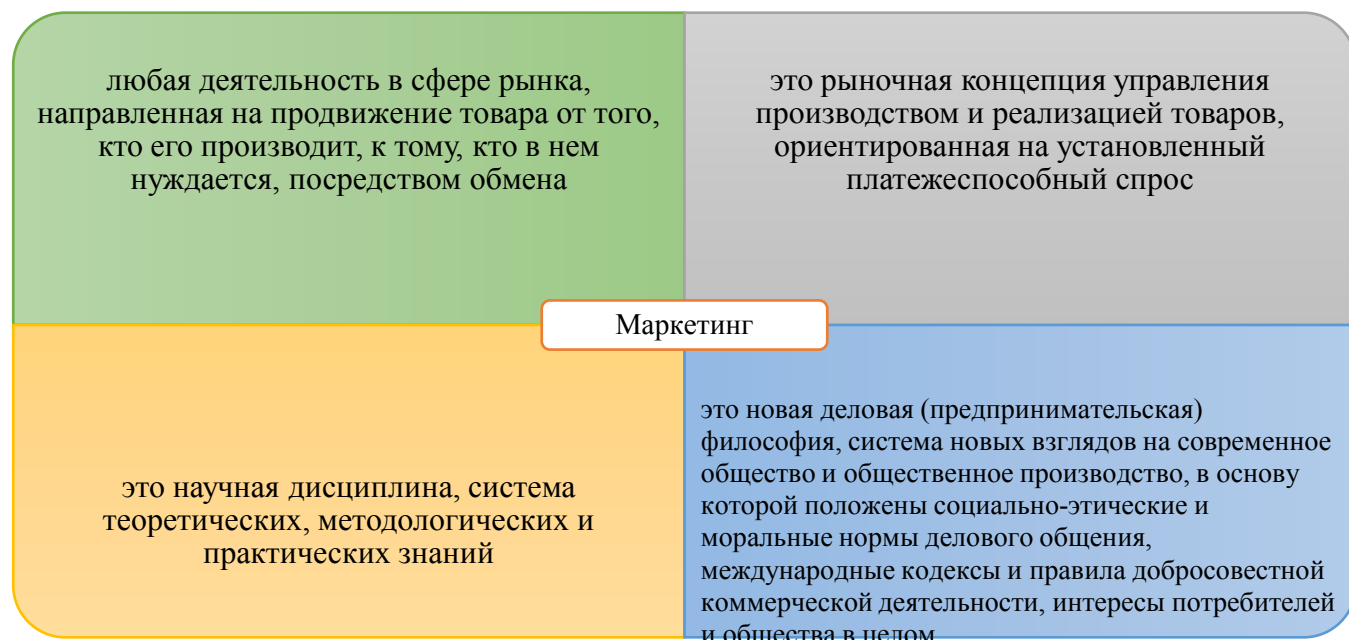 любая деятельность в сфере рынка,
направленная на продвижение товара от того,
кто его производит, к тому, кто в нем
нуждается, посредством обмена
это рыночная концепция управления
производством и реализацией товаров,
ориентированная на установленный
платежеспособный спрос
Маркетинг
это научная дисциплина, система
теоретических, методологических и
практических знаний
это новая деловая (предпринимательская)
философия, система новых взглядов на современное
общество и общественное производство, в основу
которой положены социально-этические и
моральные нормы делового общения,
международные кодексы и правила добросовестной
коммерческой деятельности, интересы потребителей
и общества в целом